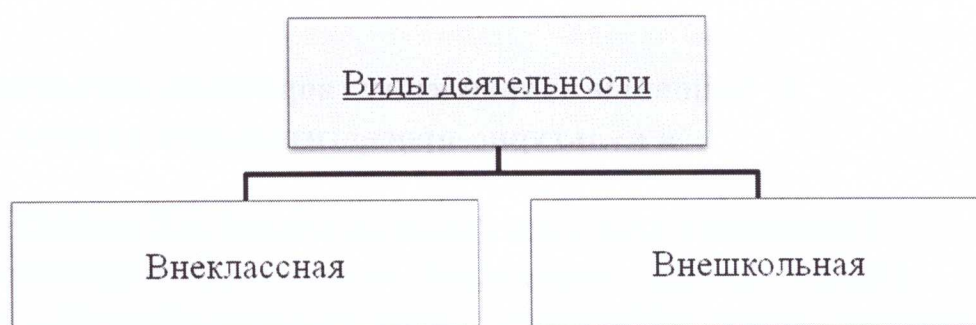 Виды деятельности
Внеклассная
Внешкольная